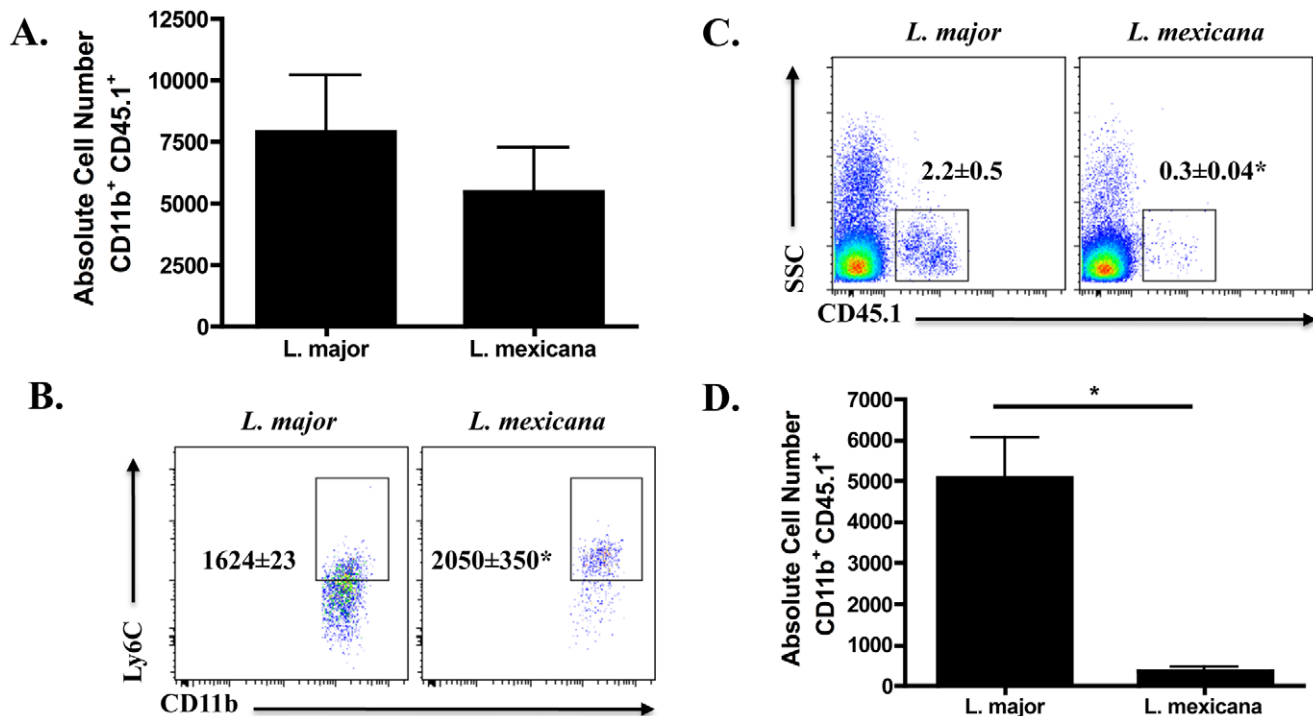 A.
Absolute Cell Number
CD11b+ CD45.1+
12500
10000
7500
5000
2500
0
L. major
L. mexicana
B.
L. major
L. mexicana
Ly6C
1624±23
2050±350*
CD11b
C.
L. major
L. mexicana
SSC
2.2±0.5
0.3±0.04*
CD45.1
D.
Absolute Cell Number
CD11b+ CD45.1+
7000
6000
5000
4000
3000
2000
1000
0
*
L. major
L. mexicana